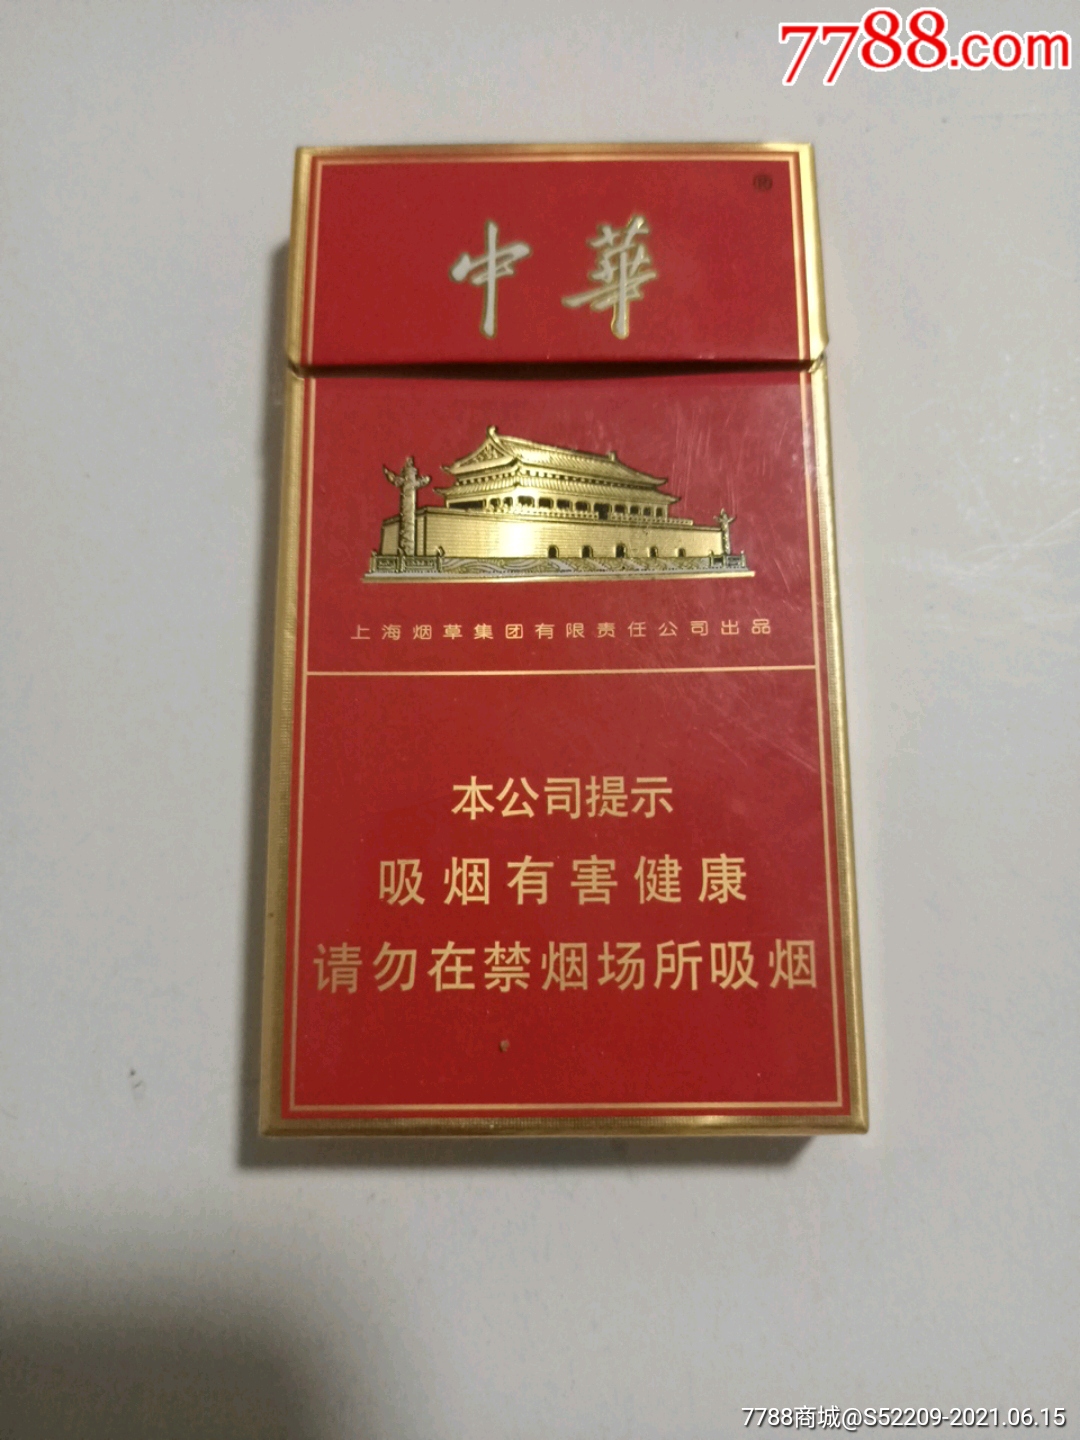 7788.com
®
中華
上海烟草集团有限责任公司出品
本公司提示
吸烟有害健康
请勿在禁烟场所吸烟
7788商城@S52209-2021.06.15